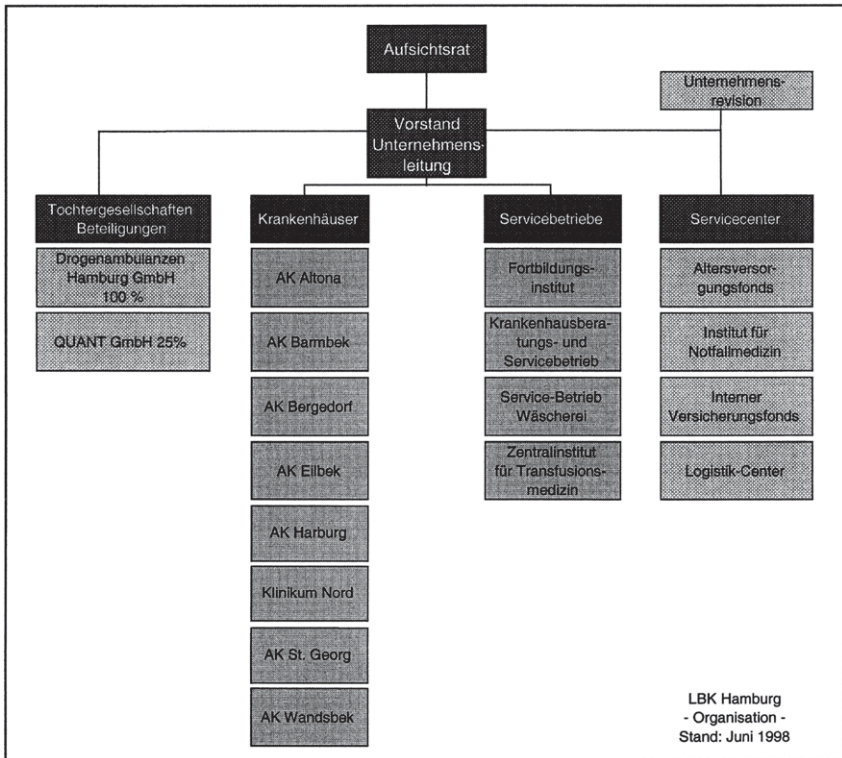 Aufsichtsrat
Unternehmens-
revision
Vorstand
Unternehmens-
leitung
Tochtergesellschaften
Beteiligungen
Drogenambulanzen
Hamburg GmbH
100 %
QUANT GmbH 25%
Krankenhäuser
AK Altona
AK Barmbek
AK Bergedorf
AK Eilbek
AK Harburg
Klinikum Nord
AK St. Georg
AK Wandsbek
Servicebetriebe
Fortbildungs-
institut
Krankenhausbera-
tungs- und
Servicebetrieb
Service-Betrieb
Wäscherei
Zentralinstitut
für Transfusions-
medizin
Servicecenter
Altersversor-
gungsfonds
Institut für
Notfallmedizin
Interner
Versicherungsfonds
Logistik-Center
LBK Hamburg
- Organisation -
Stand: Juni 1998